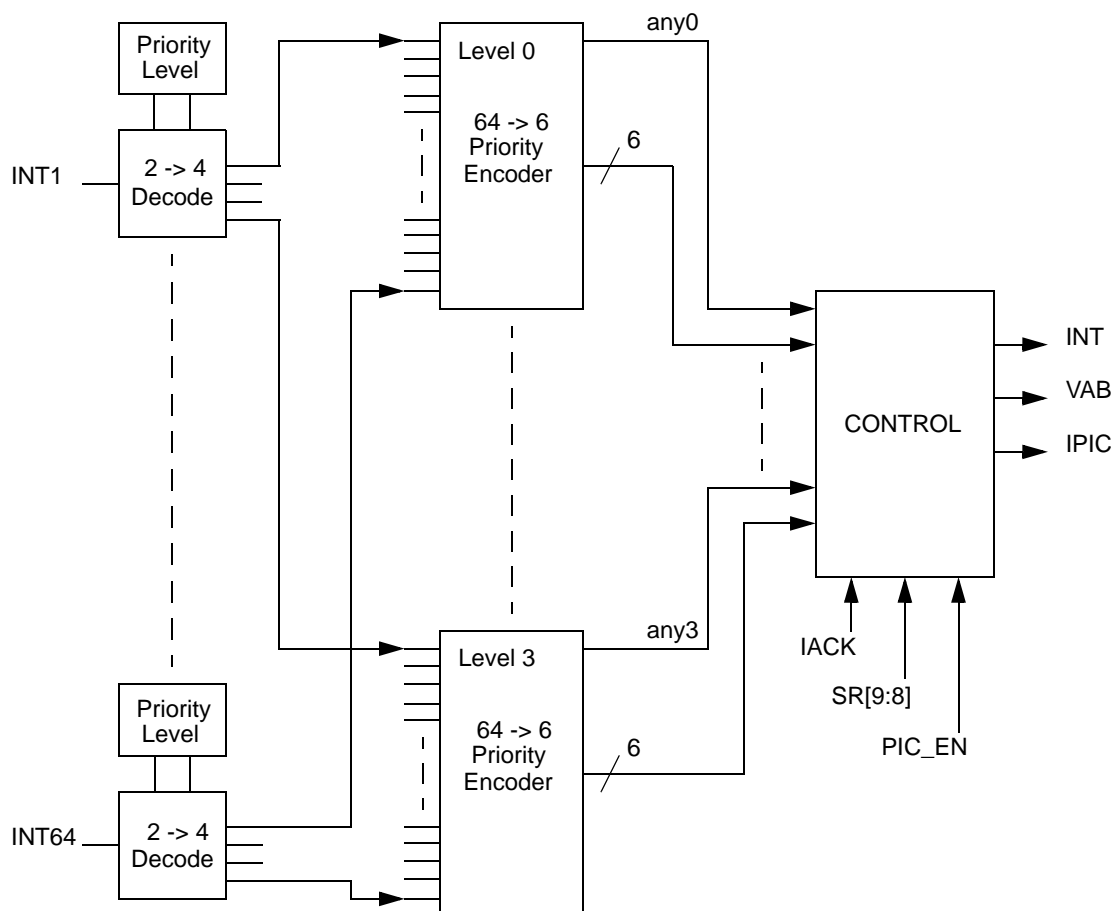 Priority
Level
INT1
2 -> 4
Decode
Level 0
64 -> 6
Priority
Encoder
any0
6
CONTROL
INT
VAB
IPIC
IACK
SR[9:8]
PIC_EN
Priority
Level
INT64
2 -> 4
Decode
Level 3
64 -> 6
Priority
Encoder
any3
6